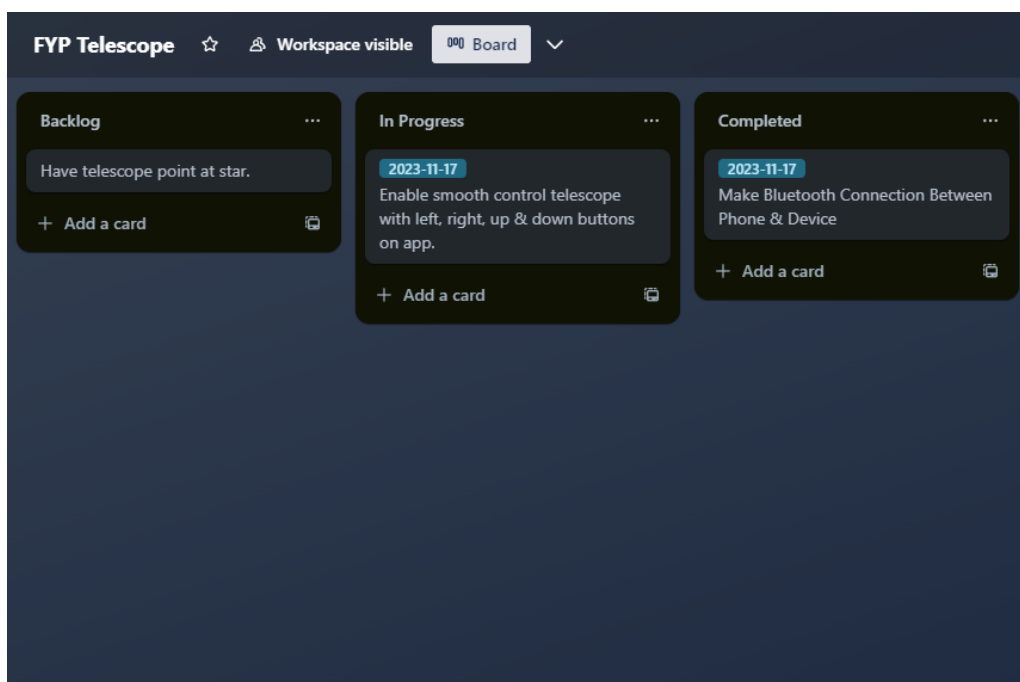 FYP Telescope Workspace visible Board
Backlog
Have telescope point at star.
+ Add a card
In Progress
2023-11-17
Enable smooth control telescope
with left, right, up & down buttons
on app.
+ Add a card
Completed
2023-11-17
Make Bluetooth Connection Between
Phone & Device
+ Add a card